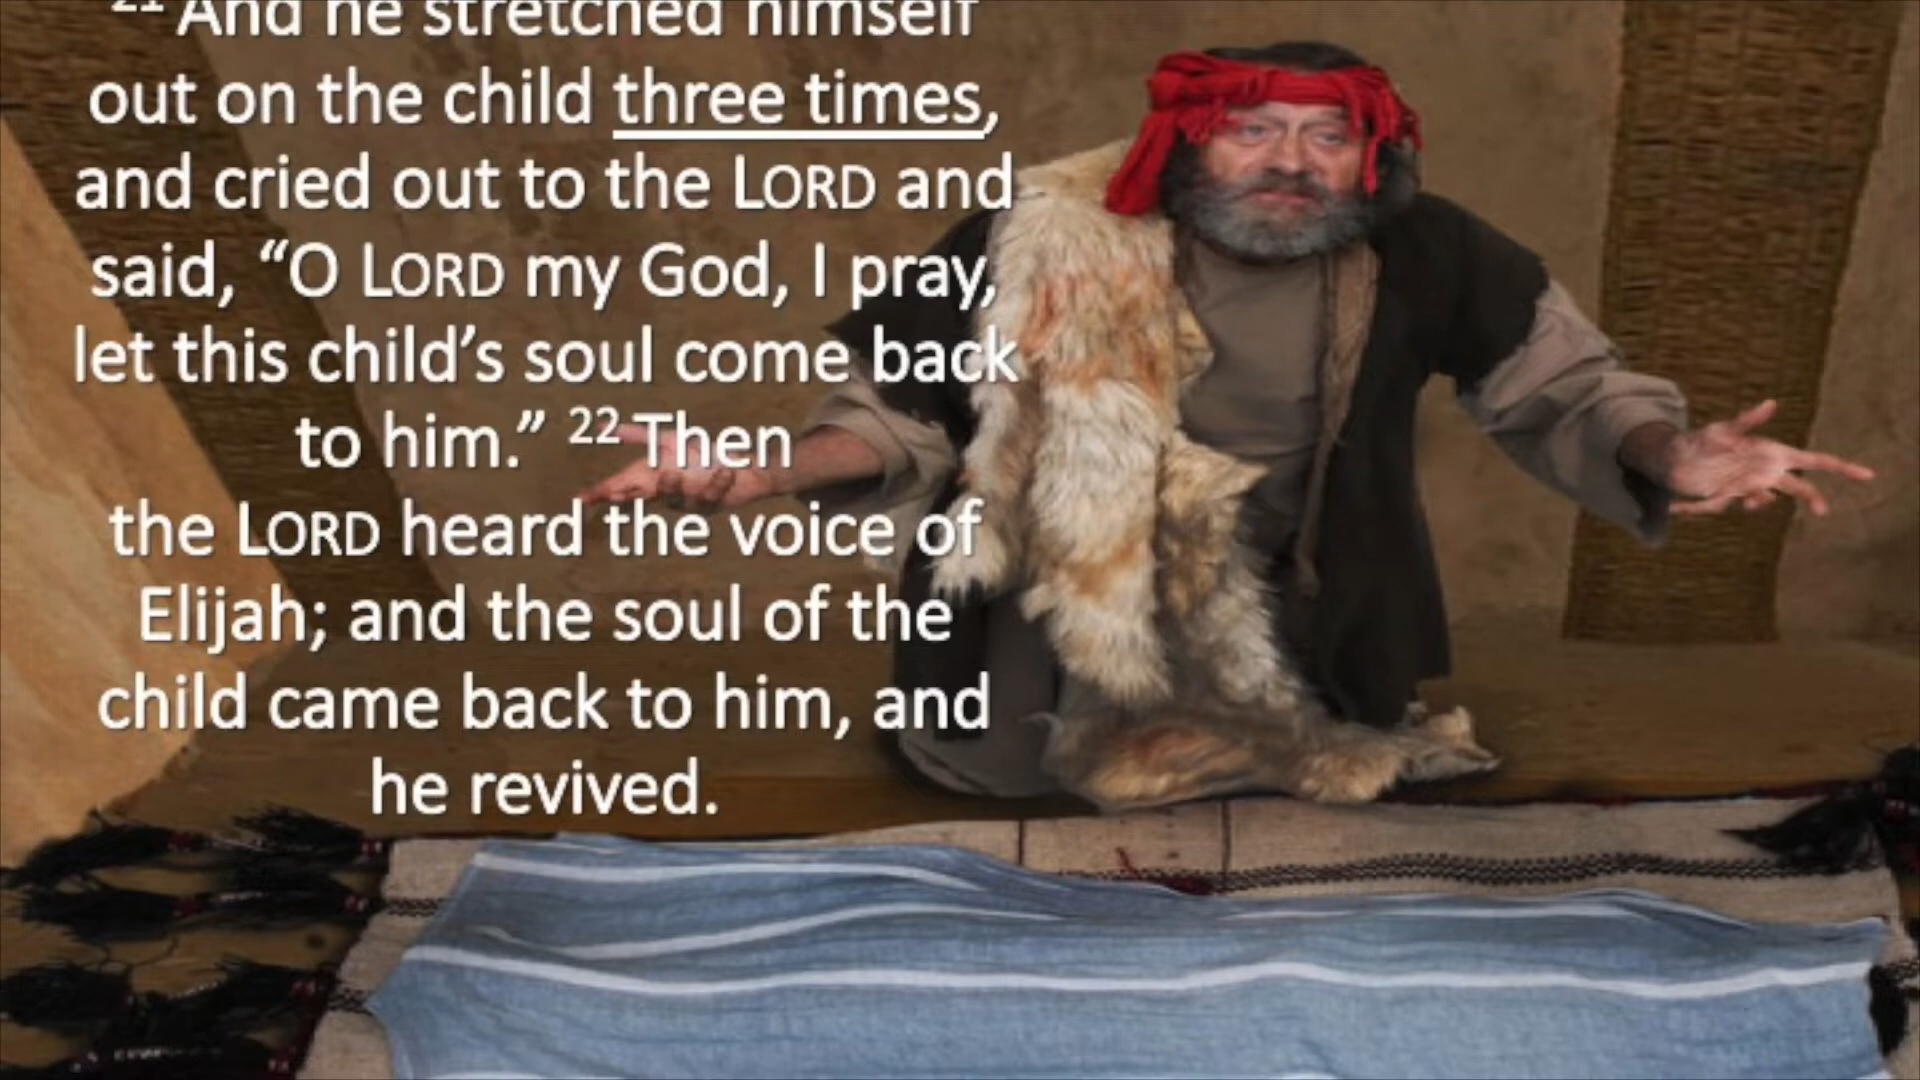 21 And he stretched himself
out on the child three times,
and cried out to the LORD and
said, “O LORD my God, I pray,
let this child’s soul come back
to him.” 22 Then
the LORD heard the voice of
Elijah; and the soul of the
child came back to him, and
he revived.